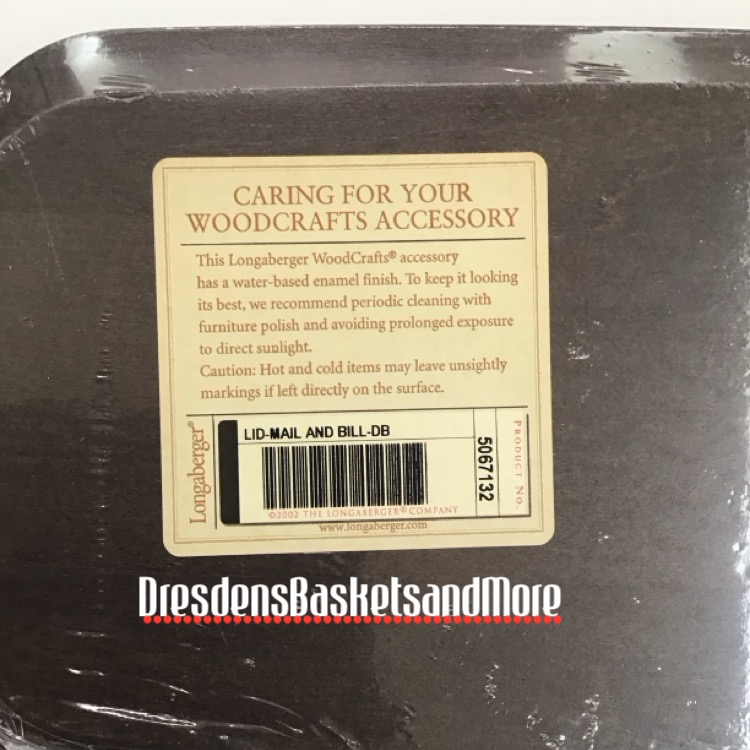 CARING FOR YOUR
WOODCRAFTS ACCESSORY
This Longaberger WoodCrafts® accessory
has a water-based enamel finish. To keep it looking
its best, we recommend periodic cleaning with
furniture polish and avoiding prolonged exposure
to direct sunlight.
Caution: Hot and cold items may leave unsightly
markings if left directly on the surface.
Longaberger®
LID-MAIL AND BILL-DB
5067132
PRODUCT NO.
©2002 THE LONGABERGER® COMPANY
www.longaberger.com
DresdensBasketsandMore